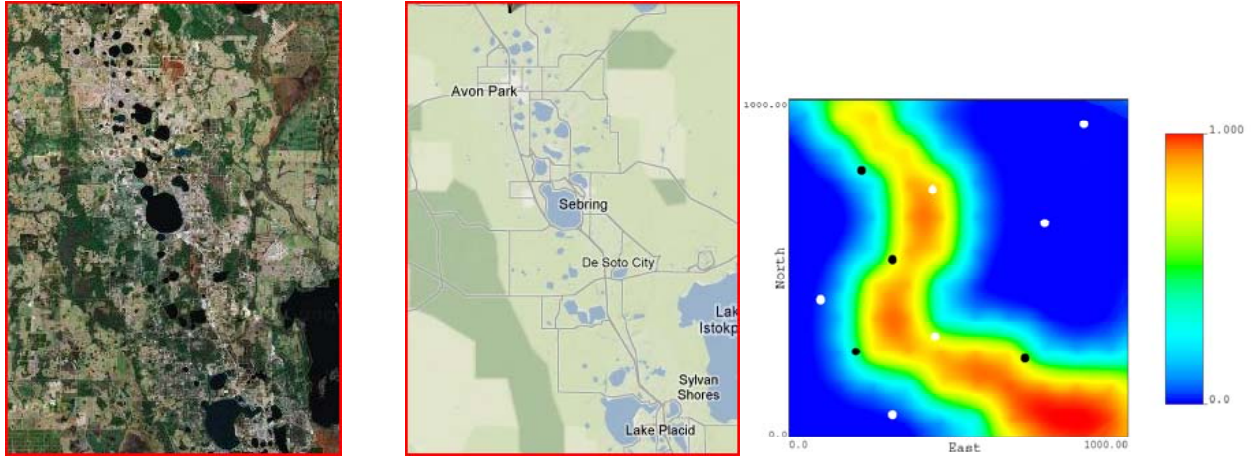 Avon Park
Sebring
De Soto City
Lak
Istokp
Sylvan
Shores
Lake Placid
1000.00
North
0.0
0.0
East
1000.00
1.000
0.0